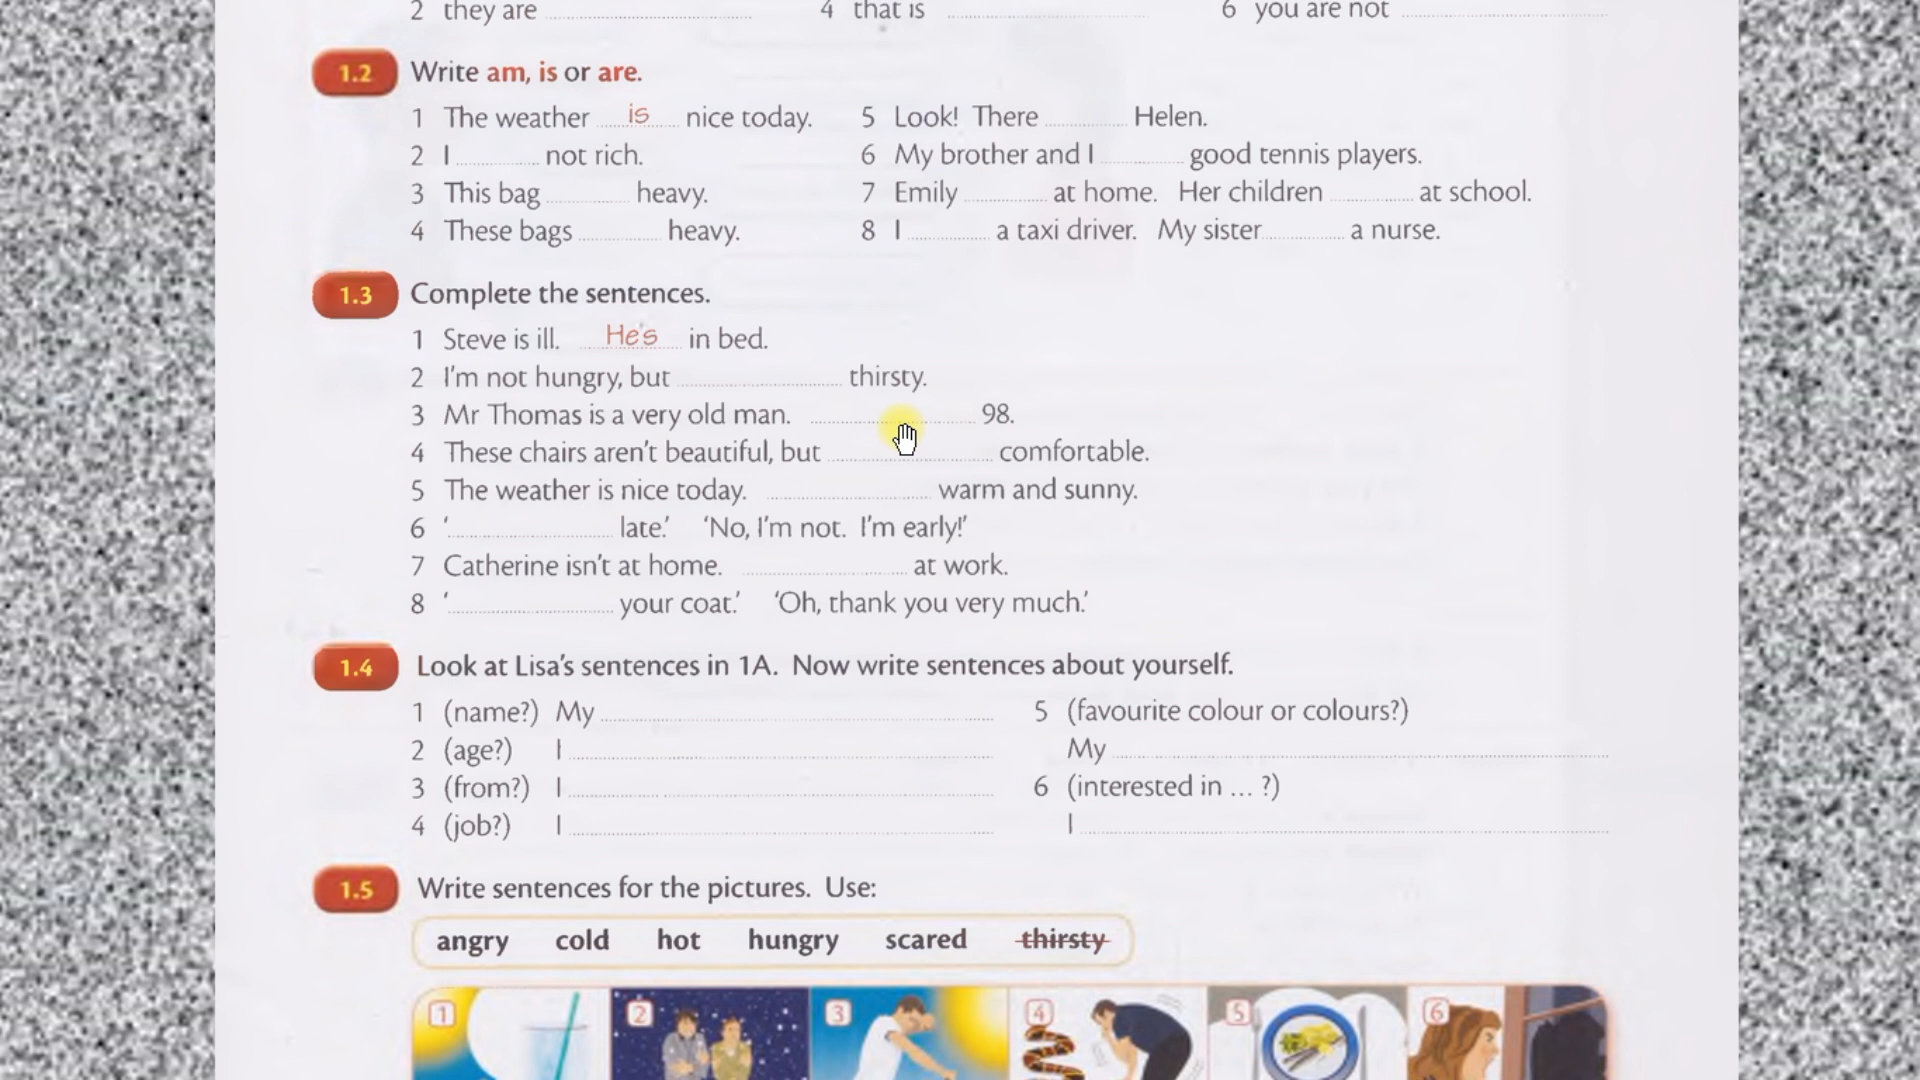 2 they are 4 that is 6 you are not
1.2 Write am, is or are.
1 The weather is nice today. 5 Look! There Helen.
2 I not rich. 6 My brother and I good tennis players.
3 This bag heavy. 7 Emily at home. Her children at school.
4 These bags heavy. 8 I a taxi driver. My sister a nurse.
1.3 Complete the sentences.
1 Steve is ill. He's in bed.
2 I'm not hungry, but thirsty.
3 Mr Thomas is a very old man. 98.
4 These chairs aren't beautiful, but comfortable.
5 The weather is nice today. warm and sunny.
6 ' late.' 'No, I'm not. I'm early!'
7 Catherine isn't at home. at work.
8 ' your coat.' 'Oh, thank you very much.'
1.4 Look at Lisa's sentences in 1A. Now write sentences about yourself.
1 (name?) My 5 (favourite colour or colours?)
2 (age?) I My
3 (from?) I 6 (interested in ... ?)
4 (job?) I I
1.5 Write sentences for the pictures. Use:
angry cold hot hungry scared thirsty
1 2 3 4 5 6